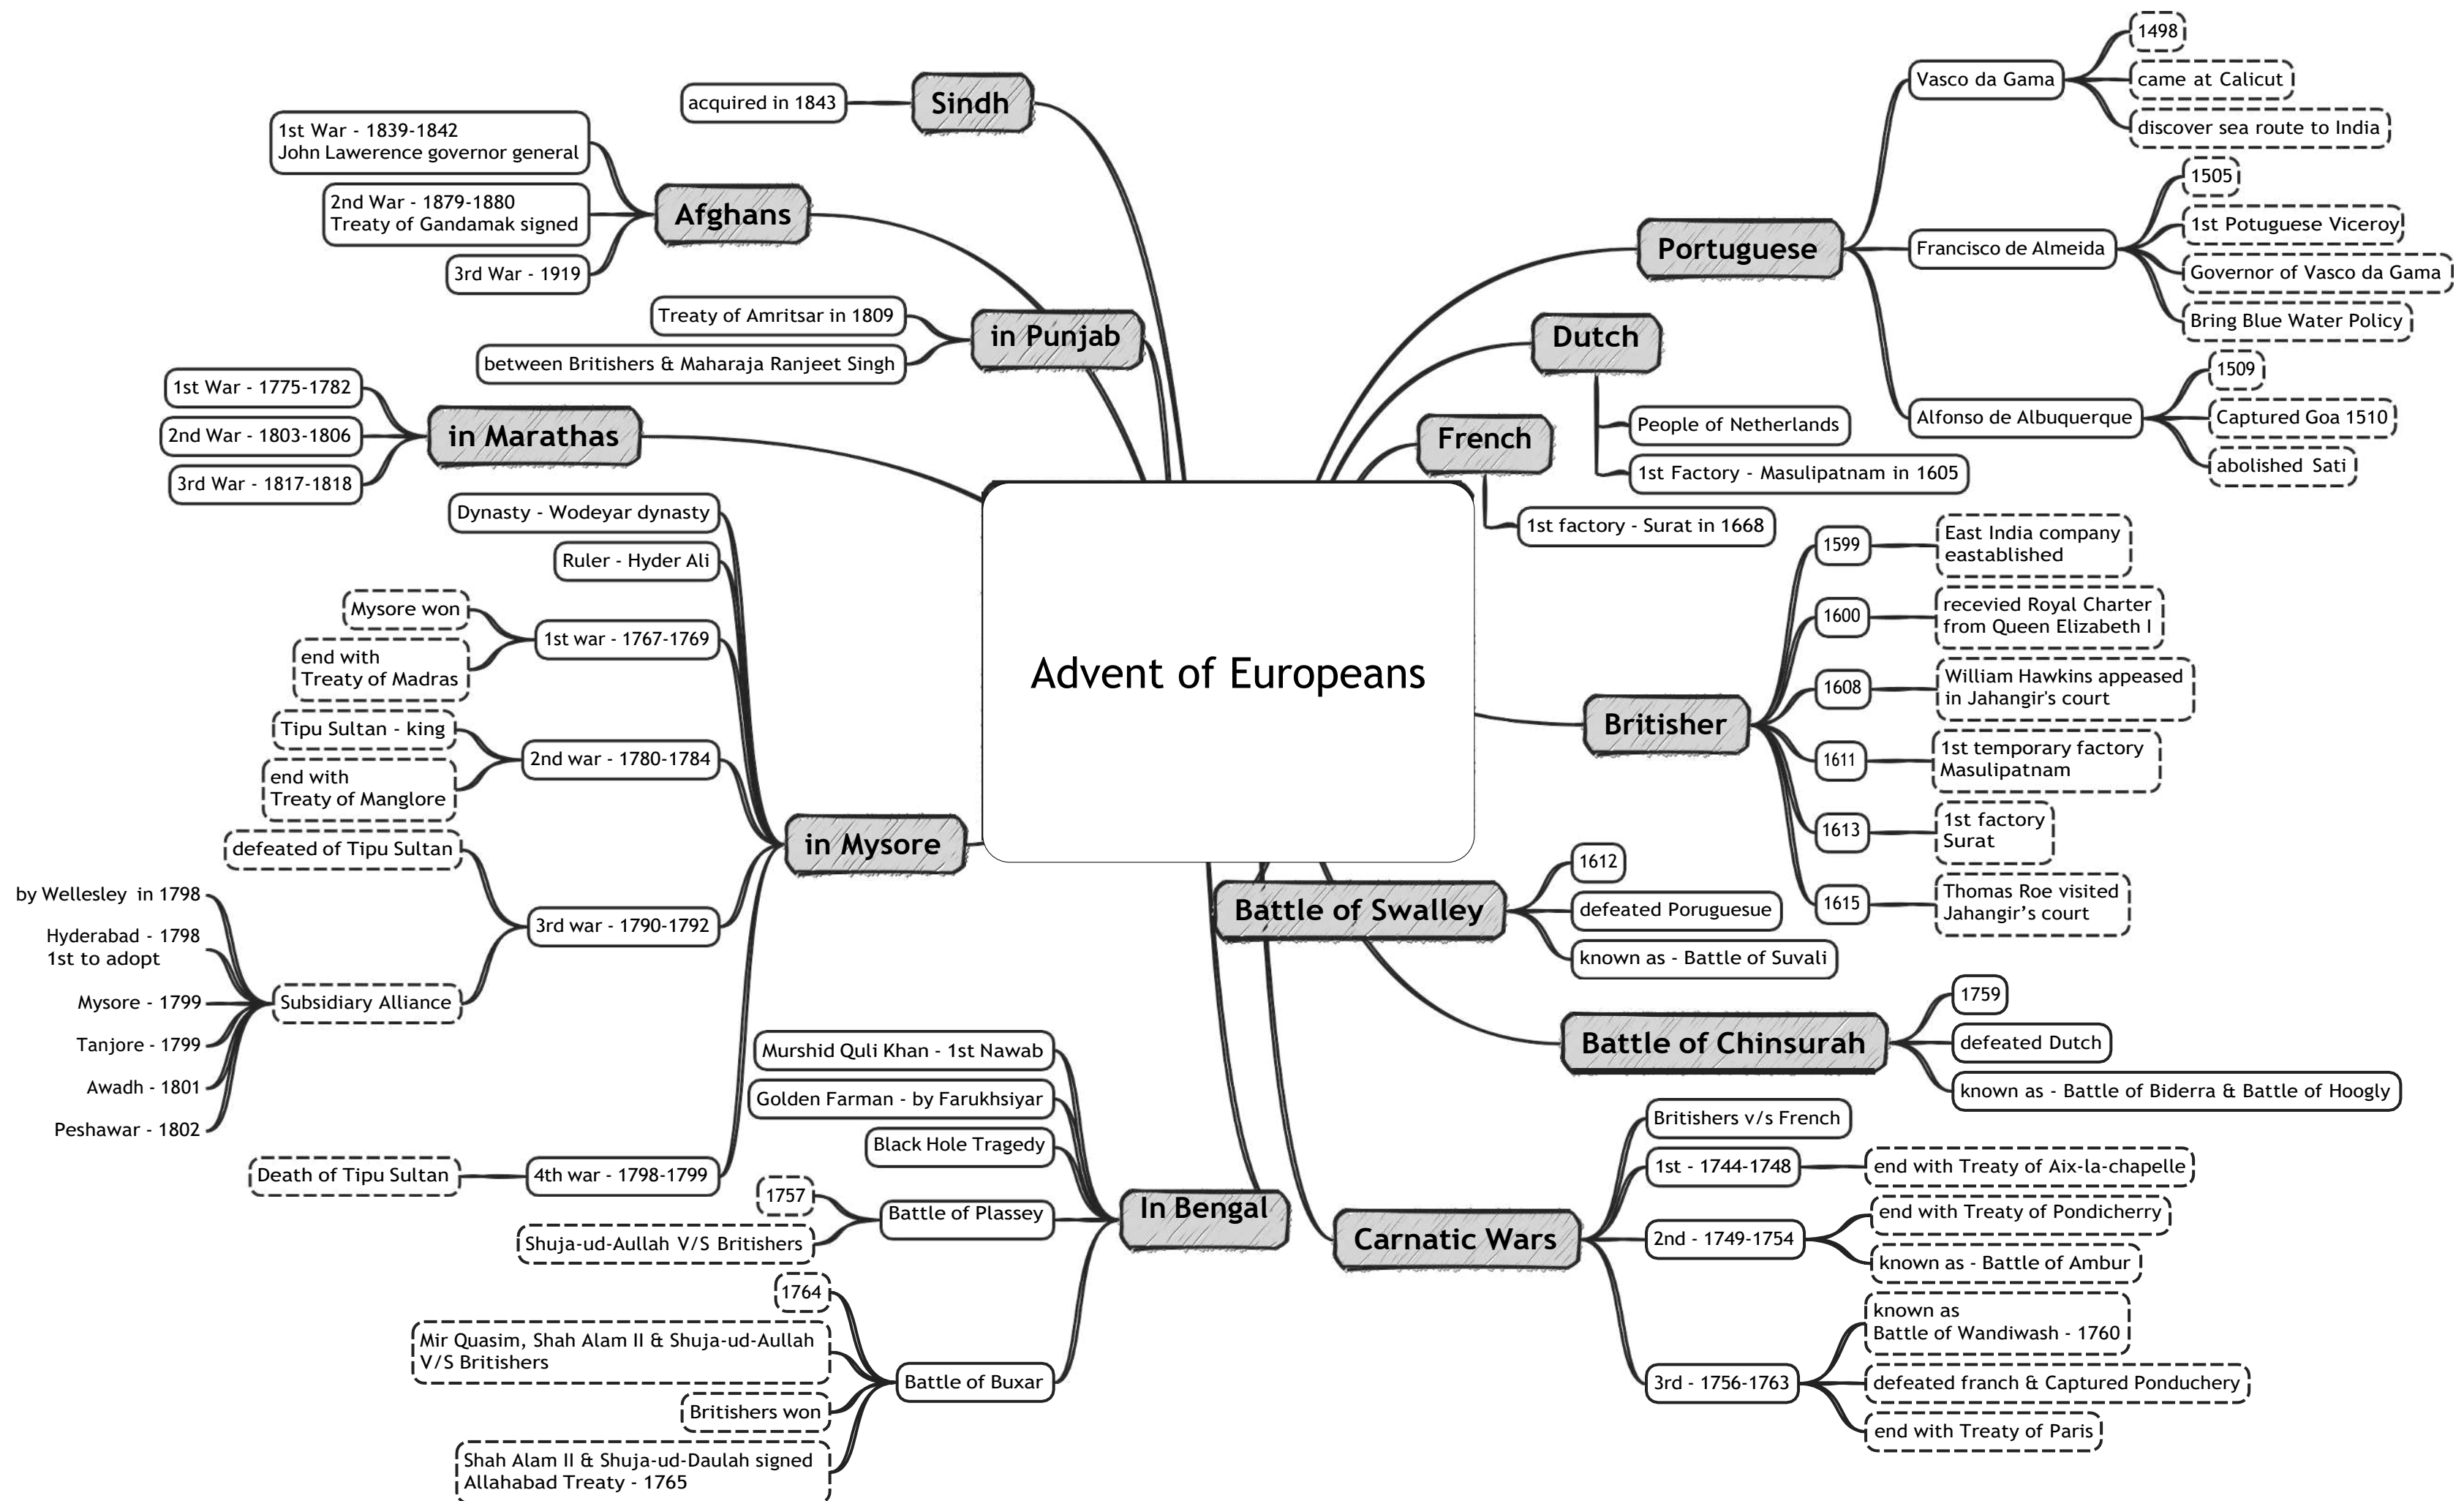 Advent of Europeans
Portuguese
Vasco da Gama
1498
came at Calicut
discover sea route to India
Francisco de Almeida
1505
1st Potuguese Viceroy
Governor of Vasco da Gama
Bring Blue Water Policy
Alfonso de Albuquerque
1509
Captured Goa 1510
abolished Sati
Dutch
People of Netherlands
1st Factory - Masulipatnam in 1605
French
1st factory - Surat in 1668
Britisher
1599
East India company
eastablished
1600
recevied Royal Charter
from Queen Elizabeth I
1608
William Hawkins appeased
in Jahangir's court
1611
1st temporary factory
Masulipatnam
1613
1st factory
Surat
1615
Thomas Roe visited
Jahangir’s court
Battle of Swalley
1612
defeated Poruguesue
known as - Battle of Suvali
Battle of Chinsurah
1759
defeated Dutch
known as - Battle of Biderra & Battle of Hoogly
Carnatic Wars
Britishers v/s French
1st - 1744-1748
end with Treaty of Aix-la-chapelle
2nd - 1749-1754
end with Treaty of Pondicherry
known as - Battle of Ambur
3rd - 1756-1763
known as
Battle of Wandiwash - 1760
defeated franch & Captured Ponduchery
end with Treaty of Paris
Sindh
acquired in 1843
Afghans
1st War - 1839-1842
John Lawerence governor general
2nd War - 1879-1880
Treaty of Gandamak signed
3rd War - 1919
in Punjab
Treaty of Amritsar in 1809
between Britishers & Maharaja Ranjeet Singh
in Marathas
1st War - 1775-1782
2nd War - 1803-1806
3rd War - 1817-1818
in Mysore
Dynasty - Wodeyar dynasty
Ruler - Hyder Ali
1st war - 1767-1769
Mysore won
end with
Treaty of Madras
2nd war - 1780-1784
Tipu Sultan - king
end with
Treaty of Manglore
3rd war - 1790-1792
defeated of Tipu Sultan
Subsidiary Alliance
by Wellesley in 1798
Hyderabad - 1798
1st to adopt
Mysore - 1799
Tanjore - 1799
Awadh - 1801
Peshawar - 1802
4th war - 1798-1799
Death of Tipu Sultan
In Bengal
Murshid Quli Khan - 1st Nawab
Golden Farman - by Farukhsiyar
Black Hole Tragedy
Battle of Plassey
1757
Shuja-ud-Aullah V/S Britishers
Battle of Buxar
1764
Mir Quasim, Shah Alam II & Shuja-ud-Aullah
V/S Britishers
Britishers won
Shah Alam II & Shuja-ud-Daulah signed
Allahabad Treaty - 1765